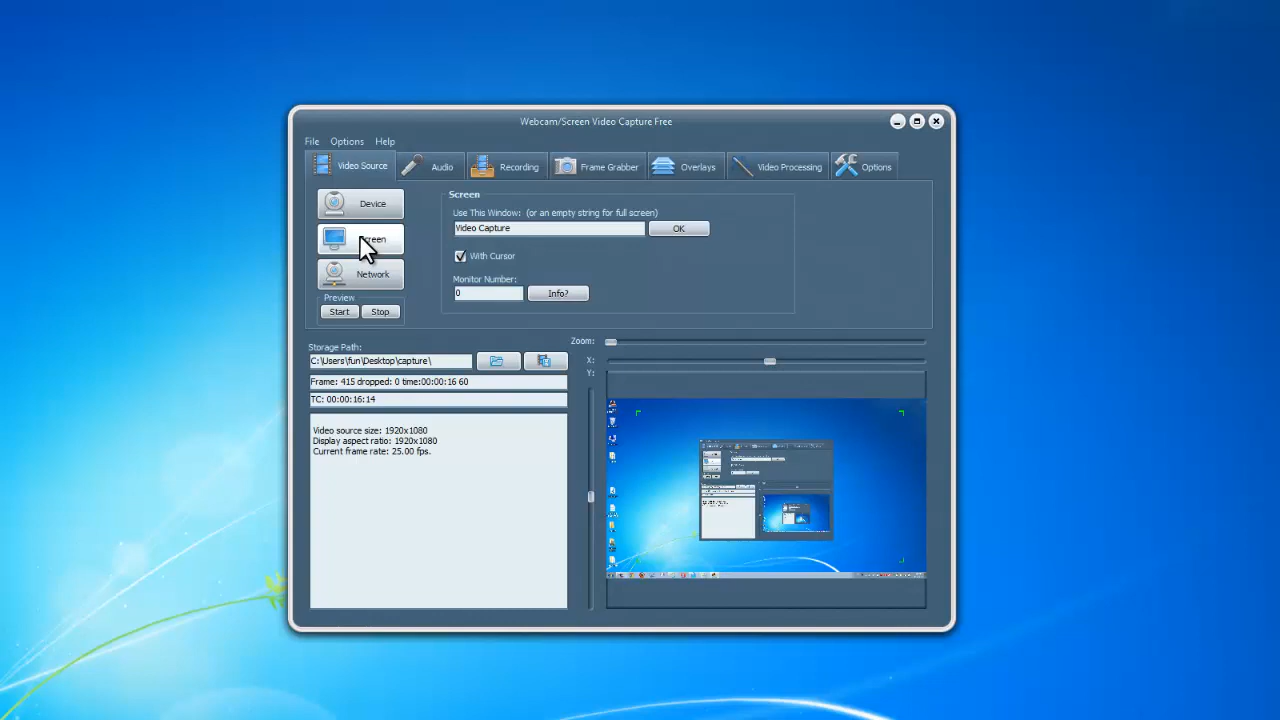 Webcam/Screen Video Capture Free
File Options Help
Video Source Audio Recording Frame Grabber Overlays Video Processing Options
Device
Network
Preview
Start Stop
Screen
Use This Window: (or an empty string for full screen)
Video Capture OK
With Cursor
Monitor Number:
0 Info?
Storage Path:
C:\Users\fun\Desktop\capture\
Frame: 415 dropped: 0 time:00:00:16 60
TC: 00:00:16:14
Video source size: 1920x1080
Display aspect ratio: 1920x1080
Current frame rate: 25.00 fps.
Zoom:
X:
Y: